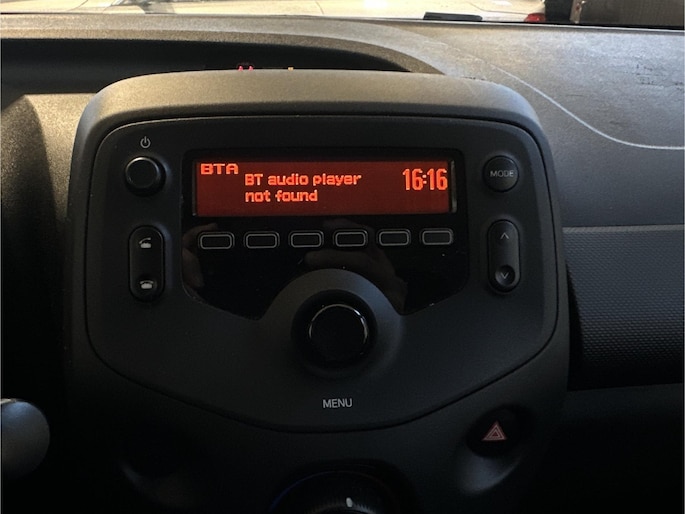 BTA
BT audio player
not found
16:16
MODE
MENU